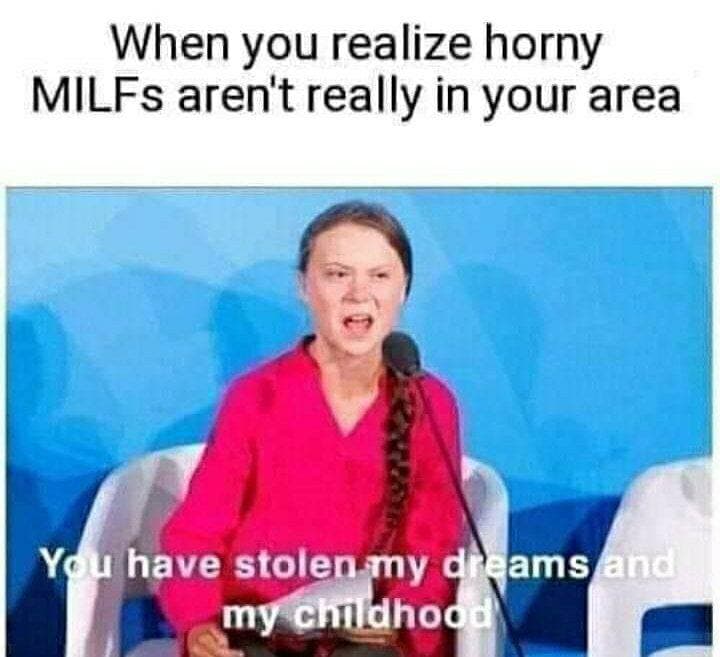 When you realize horny
MILFs aren't really in your area
You have stolen my dreams and
my childhood